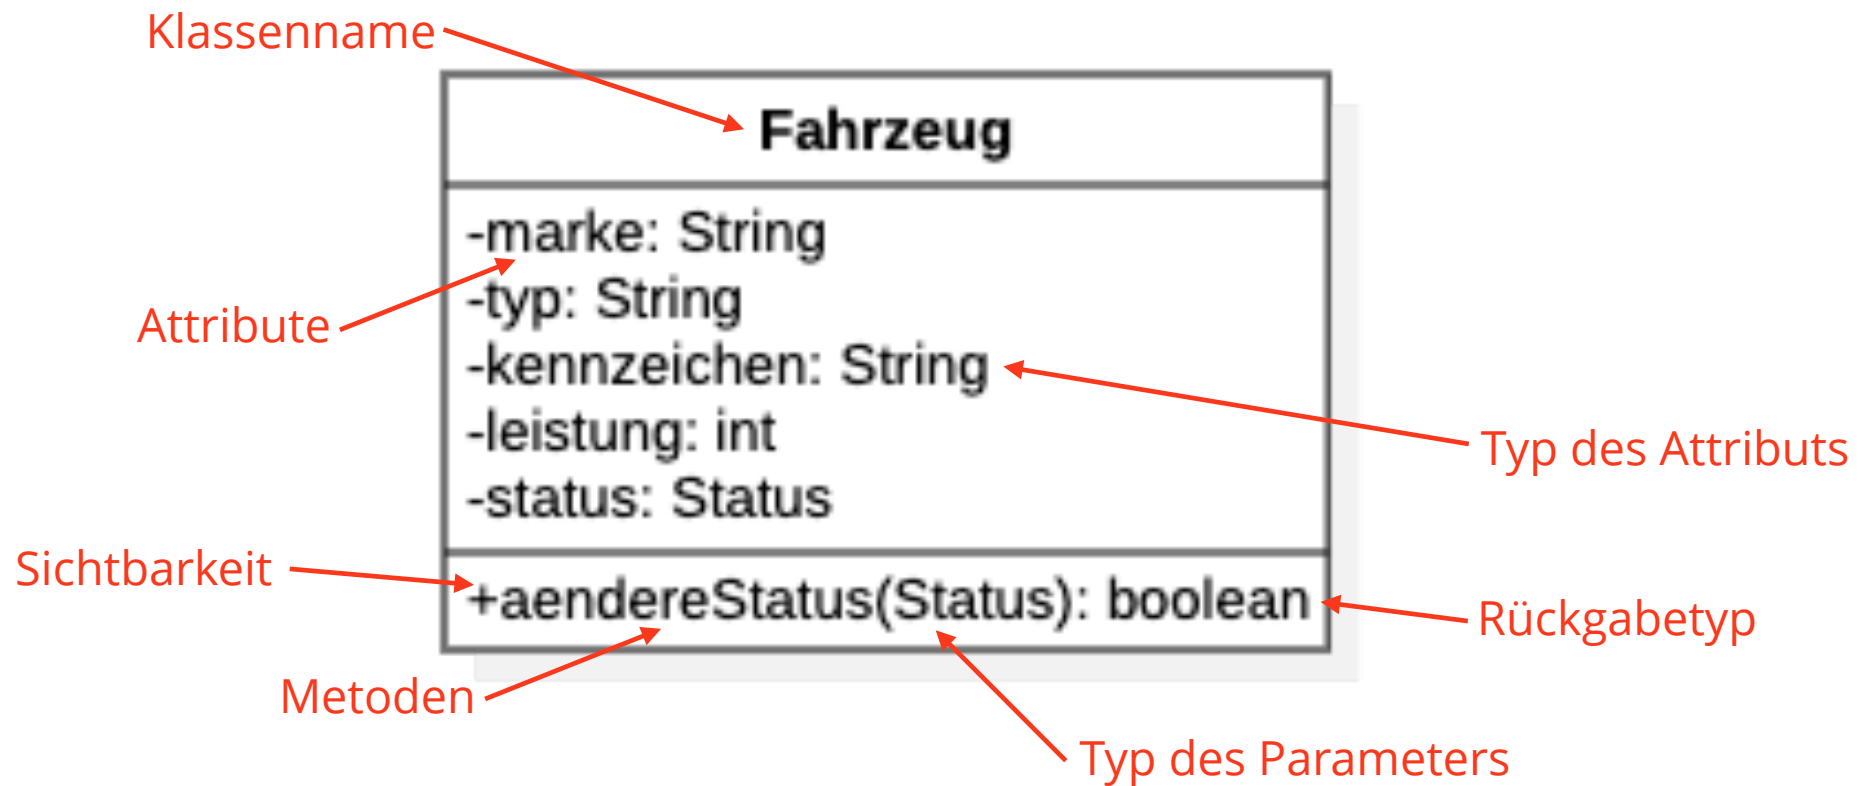 Klassenname
Fahrzeug
-marke: String
Attribute
-typ: String
-kennzeichen: String
Typ des Attributs
-leistung: int
-status: Status
Sichtbarkeit
+aendereStatus(Status): boolean
Rückgabetyp
Metoden
Typ des Parameters